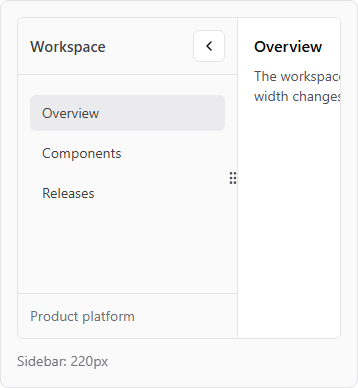 Workspace
Overview
Components
Releases
Product platform
Overview
The workspace
width changes
Sidebar: 220px